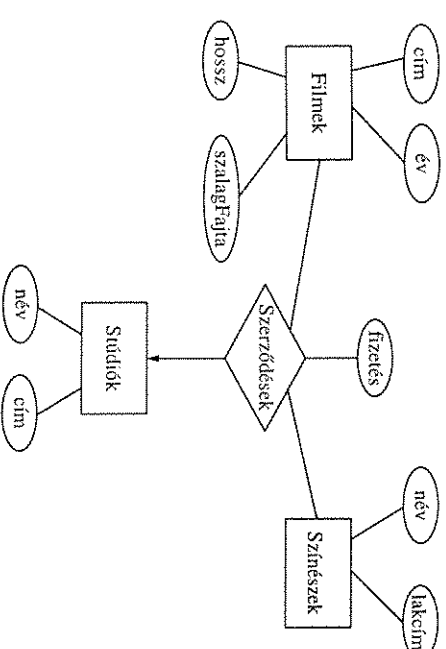 cím
év
Filmek
hossz
szalagFajta
fizetés
Szerződések
név
lakcím
Színészek
Stúdiók
név
cím